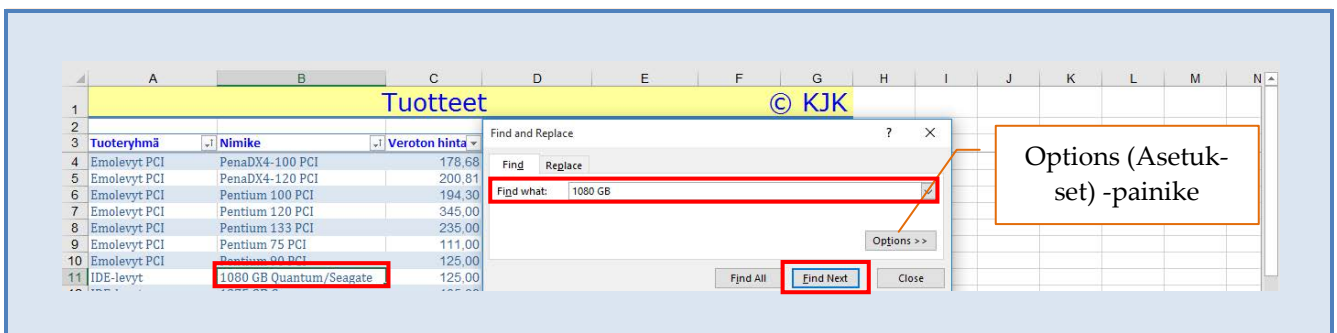 A B C D E F G H I J K L M N
1 Tuotteet © KJK
2
3 Tuoteryhmä Nimike Veroton hinta
4 Emolevyt PCI PenaDX4-100 PCI 178,68
5 Emolevyt PCI PenaDX4-120 PCI 200,81
6 Emolevyt PCI Pentium 100 PCI 194,30
7 Emolevyt PCI Pentium 120 PCI 345,00
8 Emolevyt PCI Pentium 133 PCI 235,00
9 Emolevyt PCI Pentium 75 PCI 111,00
10 Emolevyt PCI Pentium 90 PCI 125,00
11 IDE-levyt 1080 GB Quantum/Seagate 125,00
Find and Replace ? X
Find Replace
Find what: 1080 GB
Options >>
Find All Find Next Close
Options (Asetuk-
set) -painike